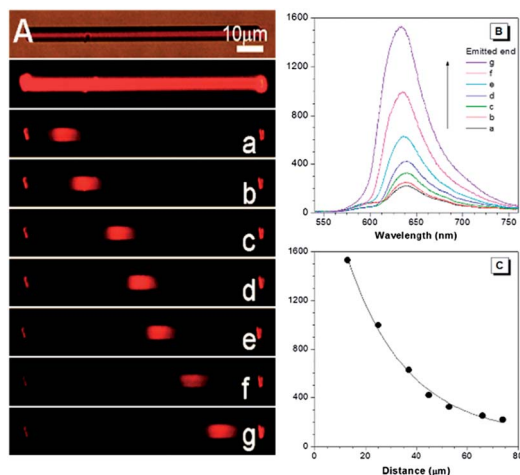 A
10μm
a
b
c
d
e
f
g
B
1600
1200
800
400
0
Emitted end
g
f
e
d
c
b
a
550 600 650 700 750
Wavelength (nm)
C
1600
1200
800
400
0
0 20 40 60 80
Distance (μm)